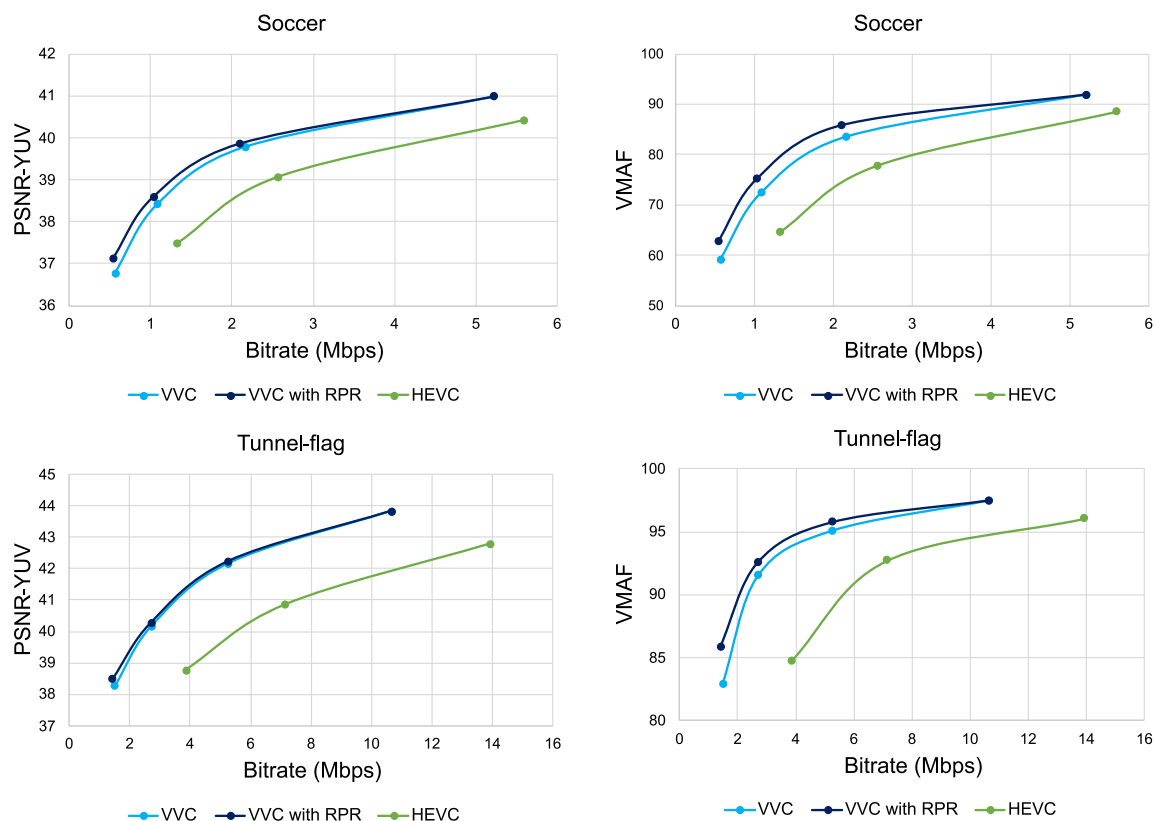 Soccer
PSNR-YUV
42
41
40
39
38
37
36
0 1 2 3 4 5 6
Bitrate (Mbps)
VVC VVC with RPR HEVC
Soccer
VMAF
100
90
80
70
60
50
0 1 2 3 4 5 6
Bitrate (Mbps)
VVC VVC with RPR HEVC
Tunnel-flag
PSNR-YUV
45
44
43
42
41
40
39
38
37
0 2 4 6 8 10 12 14 16
Bitrate (Mbps)
VVC VVC with RPR HEVC
Tunnel-flag
VMAF
100
95
90
85
80
0 2 4 6 8 10 12 14 16
Bitrate (Mbps)
VVC VVC with RPR HEVC